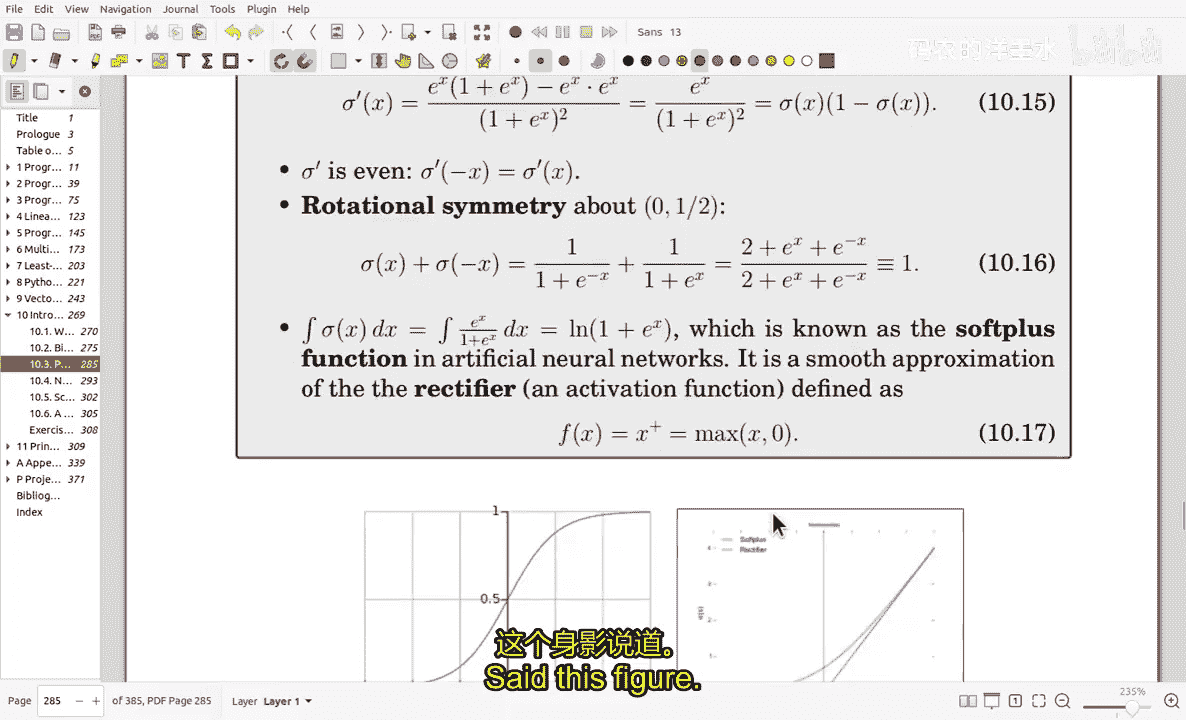 File Edit View Navigation Journal Tools Plugin Help
Sans 13
Title 1
Prologue 3
Table o... 5
1 Progr... 11
2 Progr... 39
3 Progr... 75
4 Linea... 123
5 Progr... 145
6 Multi... 173
7 Least-... 203
8 Pytho... 221
9 Vecto... 243
10 Intro... 269
10.1. W... 270
10.2. Bi... 275
10.3. P... 285
10.4. N... 293
10.5. Sc... 302
10.6. A ... 305
Exercis... 308
11 Prin... 309
A Appe... 339
P Proje... 371
Bibliog...
Index
σ′(x) = e^x(1 + e^x) − e^x · e^x / (1 + e^x)^2 = e^x / (1 + e^x)^2 = σ(x)(1 − σ(x)). (10.15)
• σ′ is even: σ′(−x) = σ′(x).
• Rotational symmetry about (0, 1/2):
σ(x) + σ(−x) = 1 / (1 + e^−x) + 1 / (1 + e^x) = (2 + e^x + e^−x) / (2 + e^x + e^−x) ≡ 1. (10.16)
• ∫ σ(x) dx = ∫ e^x/(1+e^x) dx = ln(1 + e^x), which is known as the softplus
function in artificial neural networks. It is a smooth approximation
of the the rectifier (an activation function) defined as
f(x) = x^+ = max(x, 0). (10.17)
1
0.5
Softplus
Rectifier
这个身影说道。
Said this figure.
Page 285 of 385, PDF Page 285 Layer Layer 1
235%